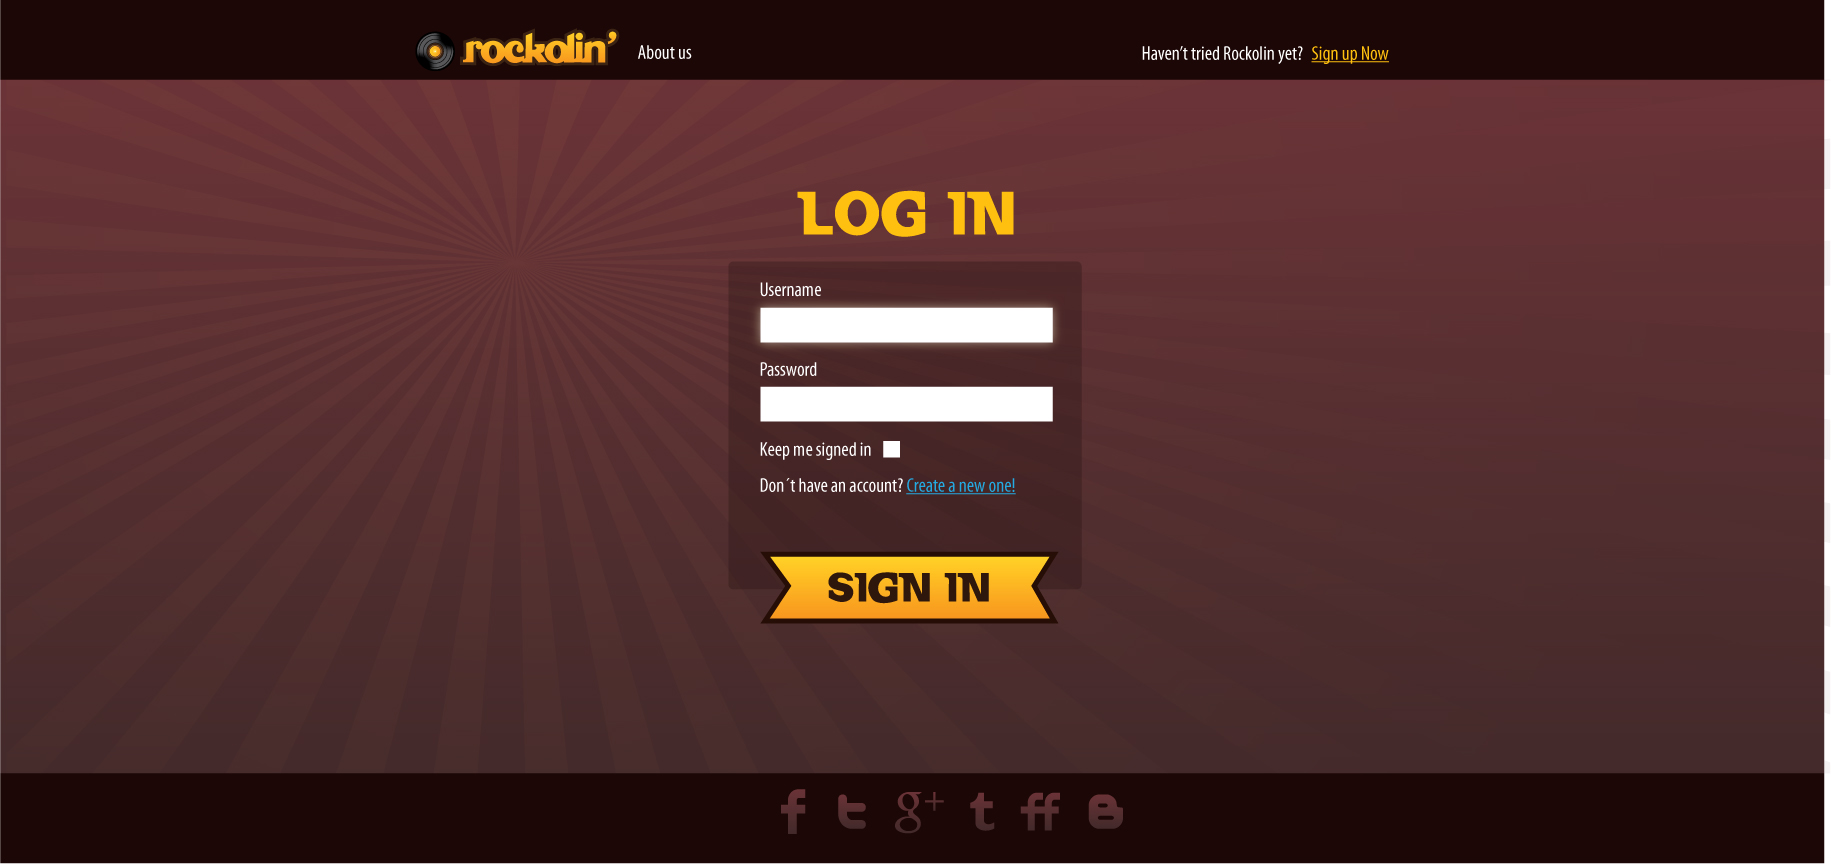 rockolin'
About us
Haven't tried Rockolin yet? Sign up Now
LOG IN
Username
Password
Keep me signed in
Don´t have an account? Create a new one!
SIGN IN
f t g+ t ff B